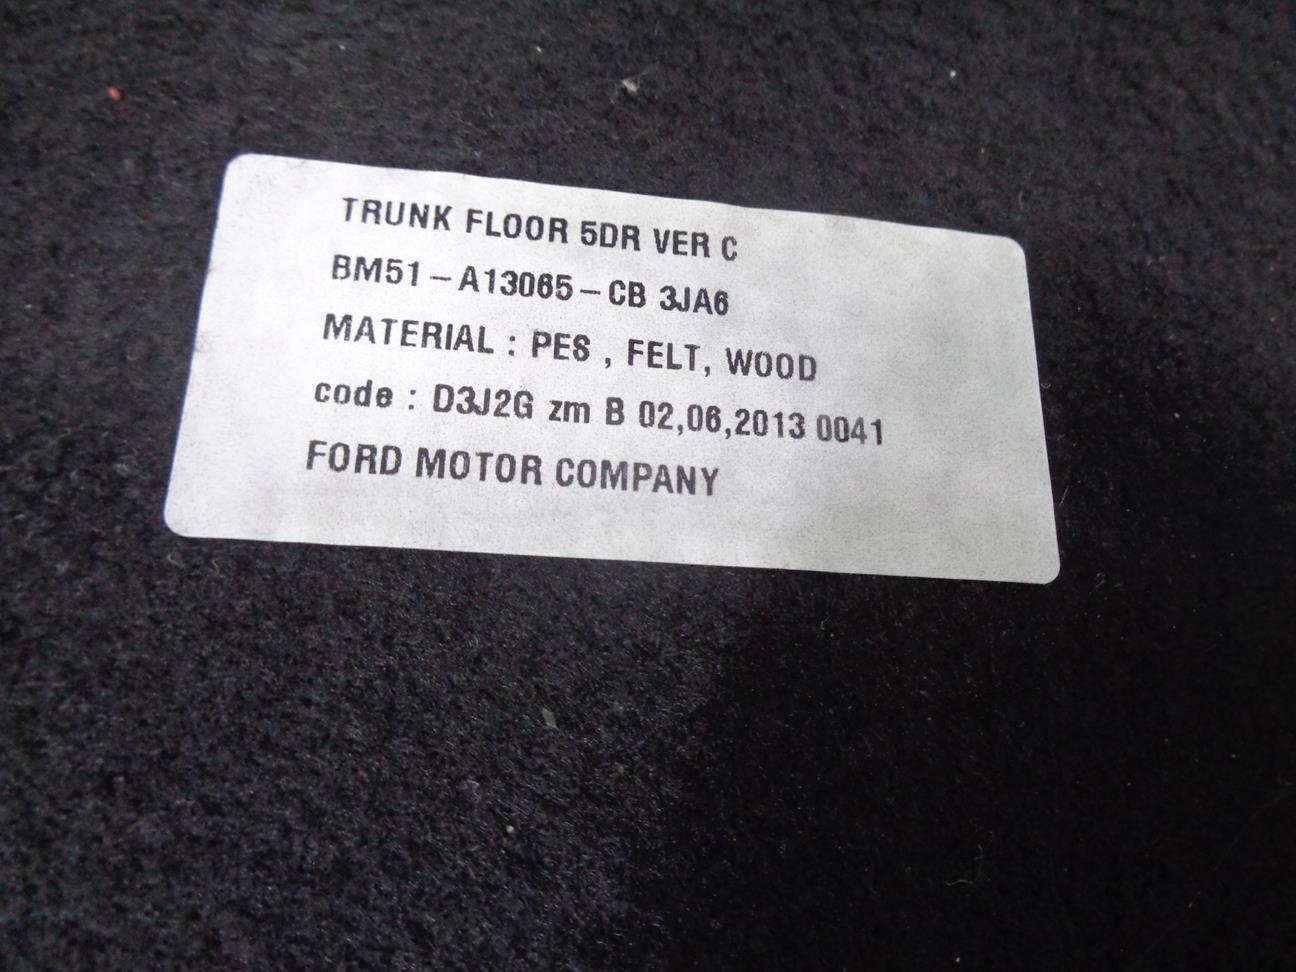 TRUNK FLOOR 5DR VER C
BM51-A13065-CB 3JA6
MATERIAL : PES , FELT, WOOD
code : D3J2G zm B 02,06,2013 0041
FORD MOTOR COMPANY